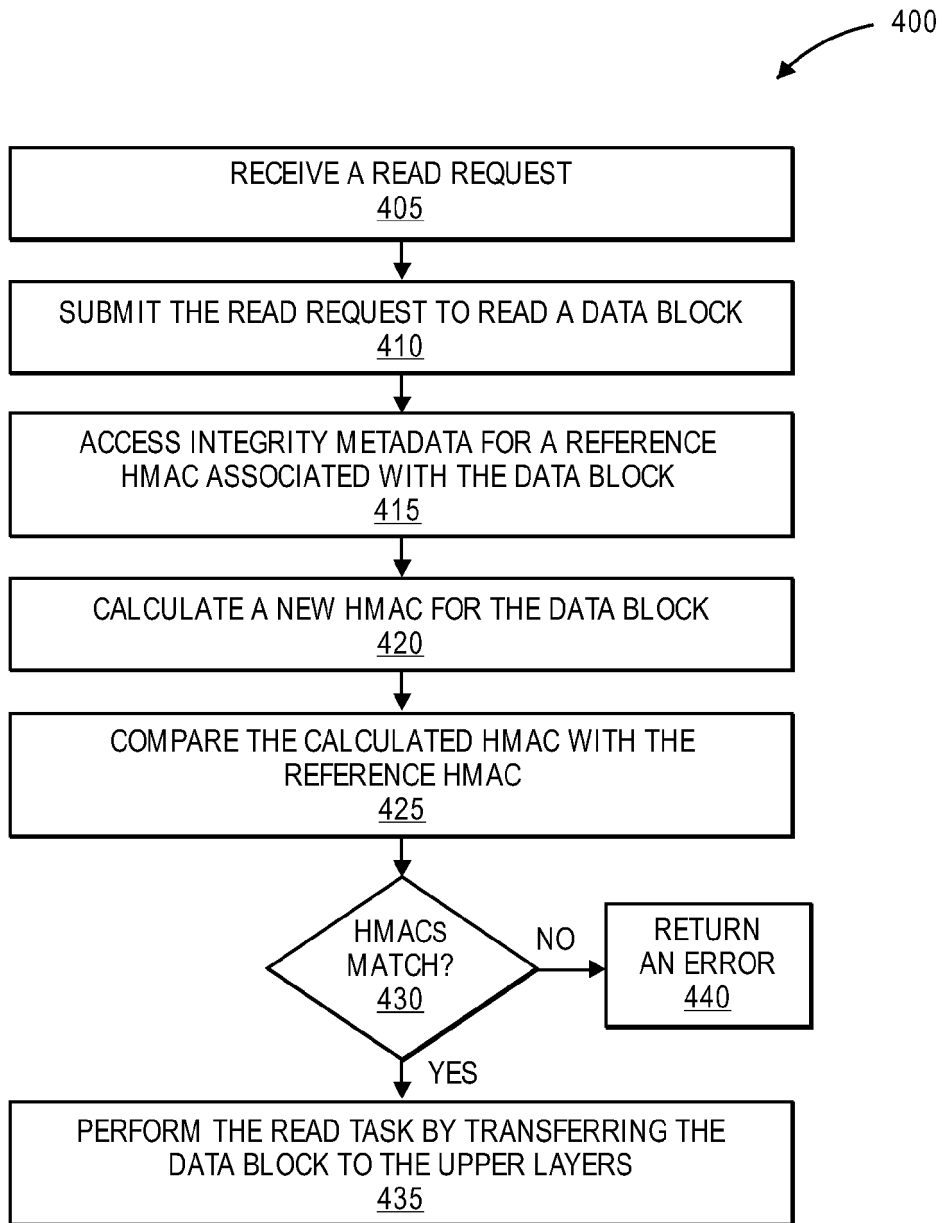 400
RECEIVE A READ REQUEST
405
SUBMIT THE READ REQUEST TO READ A DATA BLOCK
410
ACCESS INTEGRITY METADATA FOR A REFERENCE
HMAC ASSOCIATED WITH THE DATA BLOCK
415
CALCULATE A NEW HMAC FOR THE DATA BLOCK
420
COMPARE THE CALCULATED HMAC WITH THE
REFERENCE HMAC
425
HMACS
MATCH?
430
NO
RETURN
AN ERROR
440
YES
PERFORM THE READ TASK BY TRANSFERRING THE
DATA BLOCK TO THE UPPER LAYERS
435